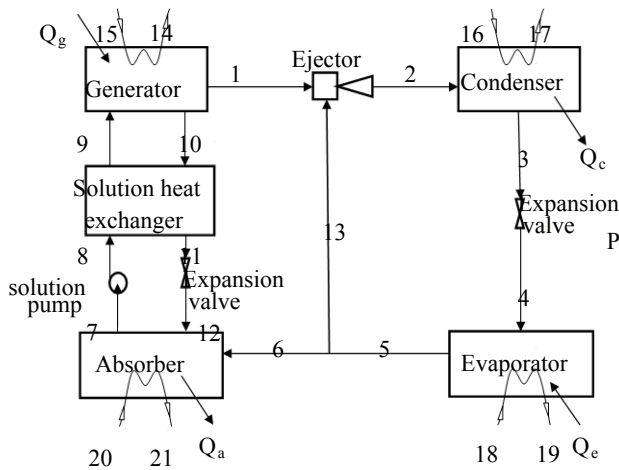 15 14
16 17
Qg
Ejector
1
2
Generator
Condenser
9
10
3
Qc
Solution heat
exchanger
Expansion
valve
13
P
8
1
Expansion
valve
solution
pump
4
7
12
6
5
Absorber
Evaporator
20 21
Qa
18 19
Qe